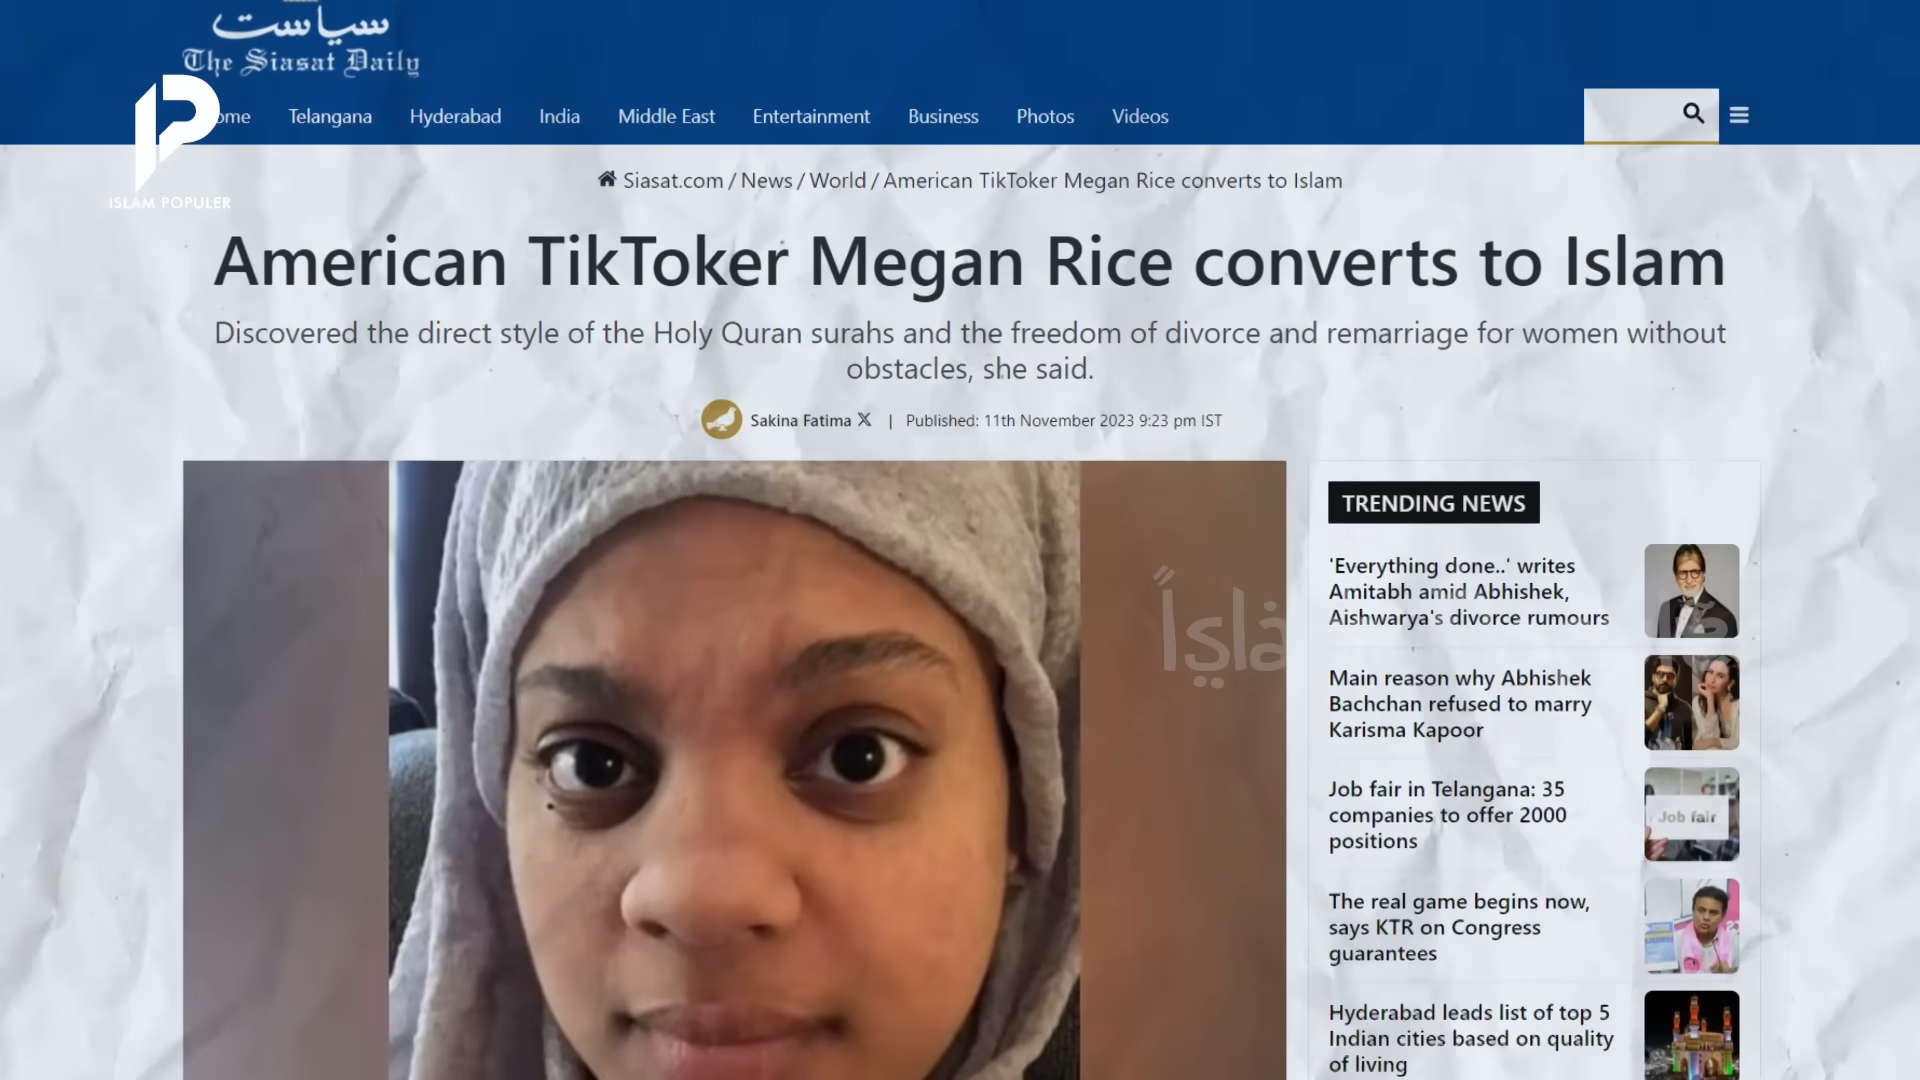 سياست
The Siasat Daily
ome
Telangana
Hyderabad
India
Middle East
Entertainment
Business
Photos
Videos
ISLAM POPULER
Siasat.com / News / World / American TikToker Megan Rice converts to Islam
American TikToker Megan Rice converts to Islam
Discovered the direct style of the Holy Quran surahs and the freedom of divorce and remarriage for women without
obstacles, she said.
Sakina Fatima X | Published: 11th November 2023 9:23 pm IST
TRENDING NEWS
'Everything done..' writes
Amitabh amid Abhishek,
Aishwarya's divorce rumours
Main reason why Abhishek
Bachchan refused to marry
Karisma Kapoor
Job fair in Telangana: 35
companies to offer 2000
positions
Job fair
The real game begins now,
says KTR on Congress
guarantees
Hyderabad leads list of top 5
Indian cities based on quality
of living